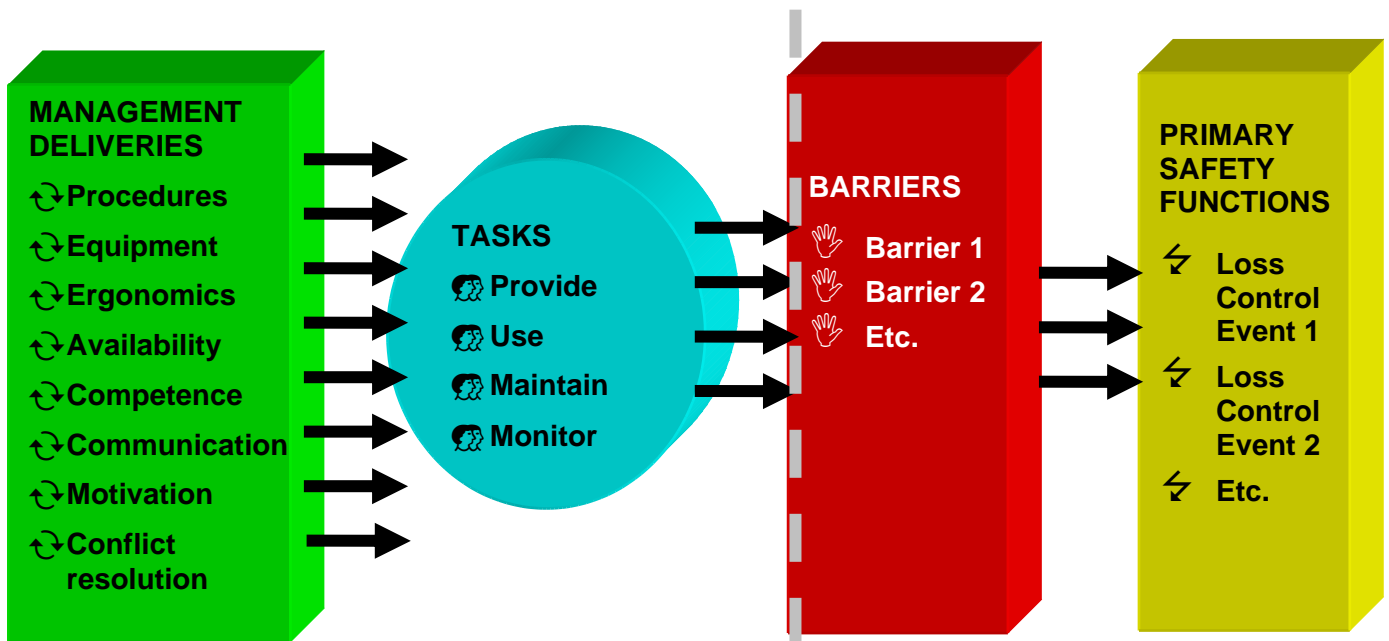 MANAGEMENT
DELIVERIES
Procedures
Equipment
Ergonomics
Availability
Competence
Communication
Motivation
Conflict
resolution
TASKS
Provide
Use
Maintain
Monitor
BARRIERS
Barrier 1
Barrier 2
Etc.
PRIMARY
SAFETY
FUNCTIONS
Loss
Control
Event 1
Loss
Control
Event 2
Etc.